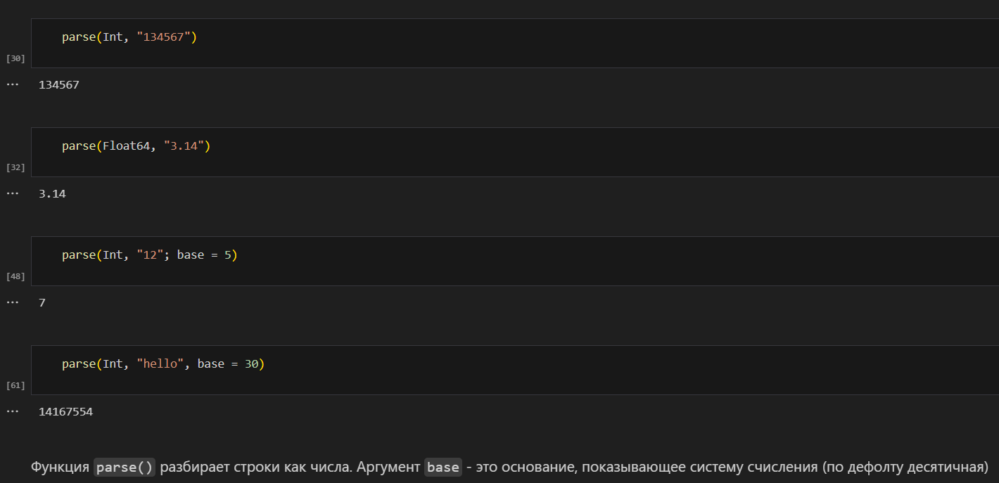 parse(Int, "134567")
[30]
... 134567
parse(Float64, "3.14")
[32]
... 3.14
parse(Int, "12"; base = 5)
[48]
... 7
parse(Int, "hello", base = 30)
[61]
... 14167554
Функция parse() разбирает строки как числа. Аргумент base - это основание, показывающее систему счисления (по дефолту десятичная)